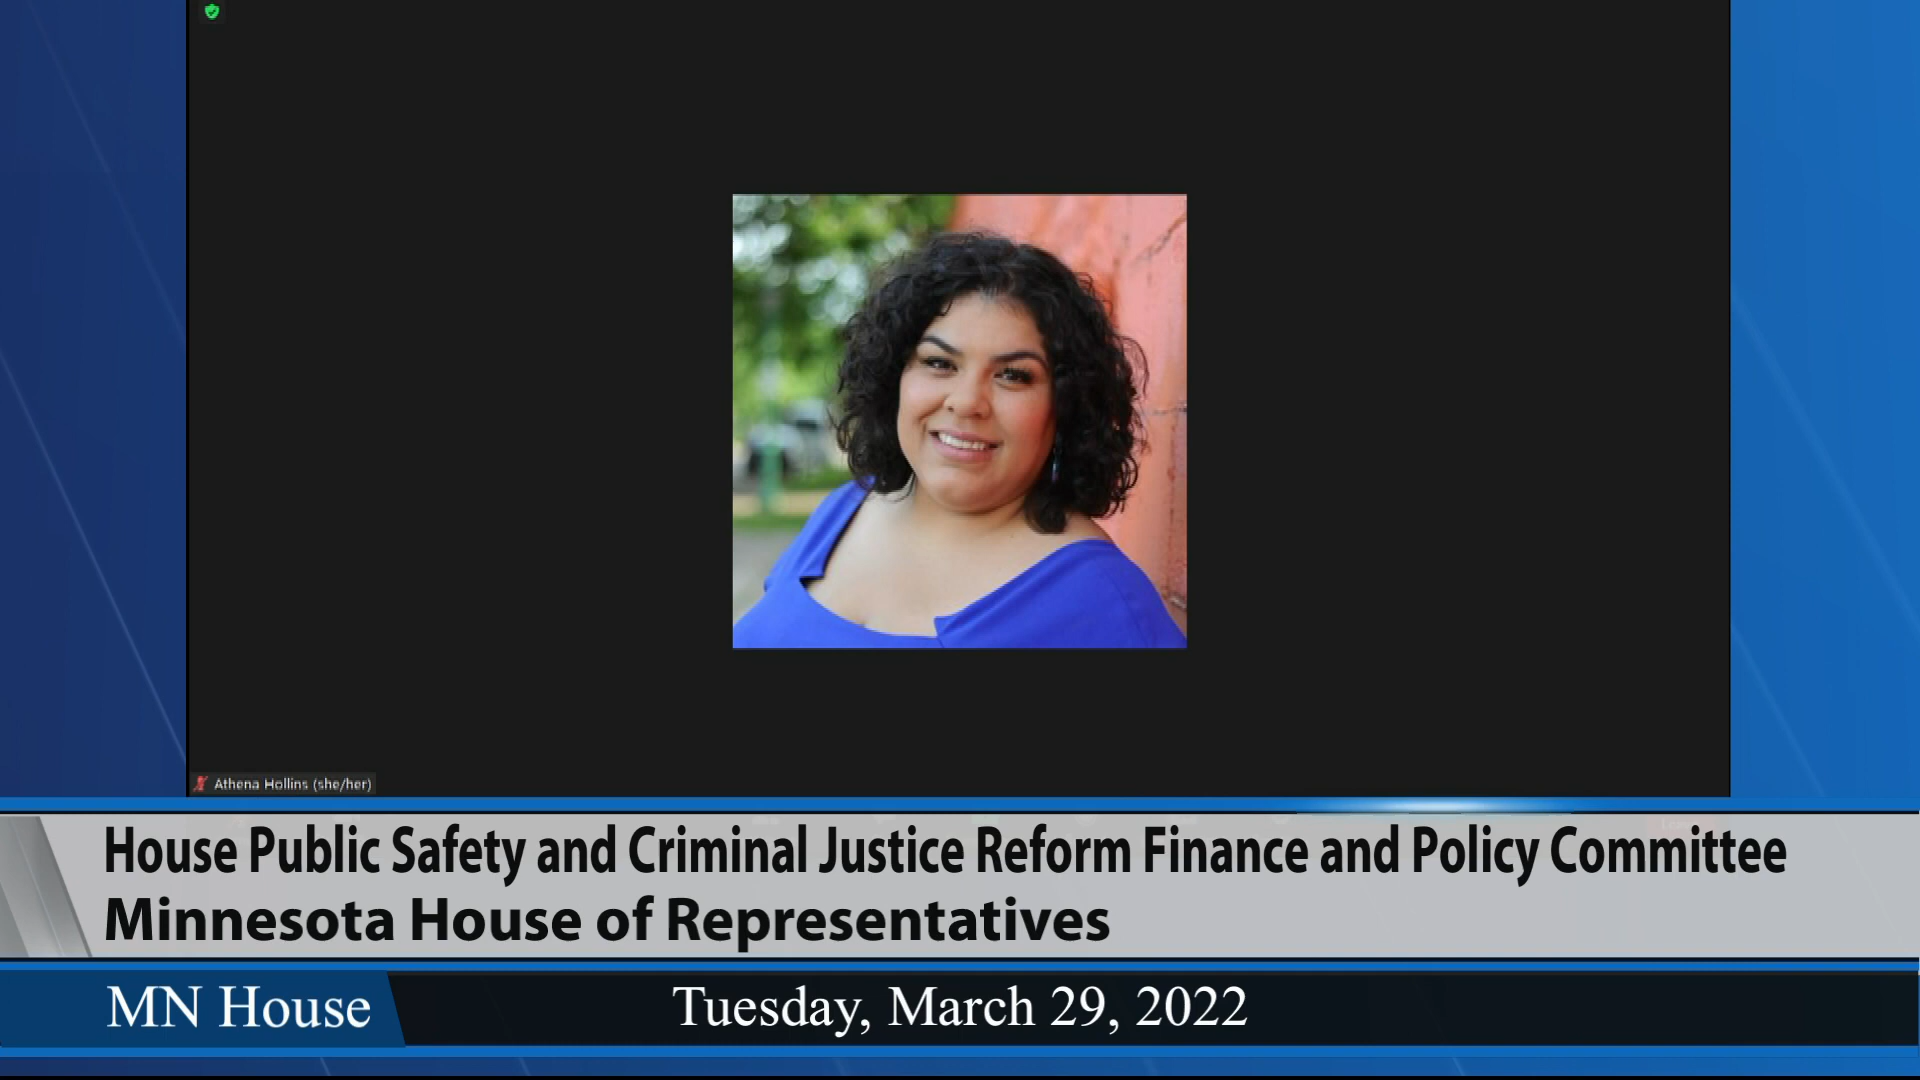 Athena Hollins (she/her)
House Public Safety and Criminal Justice Reform Finance and Policy Committee
Minnesota House of Representatives
MN House
Tuesday, March 29, 2022